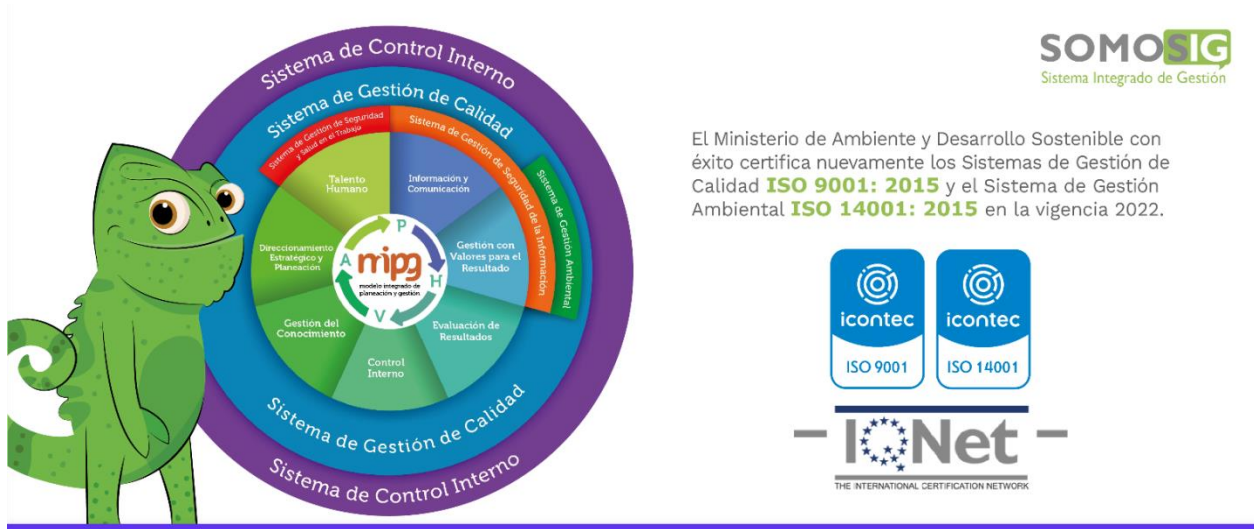 Sistema de Control Interno
Sistema de Gestión de Calidad
Sistema de Gestión de Seguridad
y Salud en el Trabajo
Sistema de Gestión de Seguridad de la Información
Sistema de Gestión Ambiental
Talento
Humano
Información y
Comunicación
Direccionamiento
Estratégico y
Planeación
Gestión con
Valores para el
Resultado
Gestión del
Conocimiento
Evaluación de
Resultados
Control
Interno
P
H
V
A
mipg
modelo integrado de
planeación y gestión
Sistema de Gestión de Calidad
Sistema de Control Interno
SOMOSIG
Sistema Integrado de Gestión
El Ministerio de Ambiente y Desarrollo Sostenible con
éxito certifica nuevamente los Sistemas de Gestión de
Calidad ISO 9001: 2015 y el Sistema de Gestión
Ambiental ISO 14001: 2015 en la vigencia 2022.
icontec
ISO 9001
icontec
ISO 14001
IQNet
THE INTERNATIONAL CERTIFICATION NETWORK